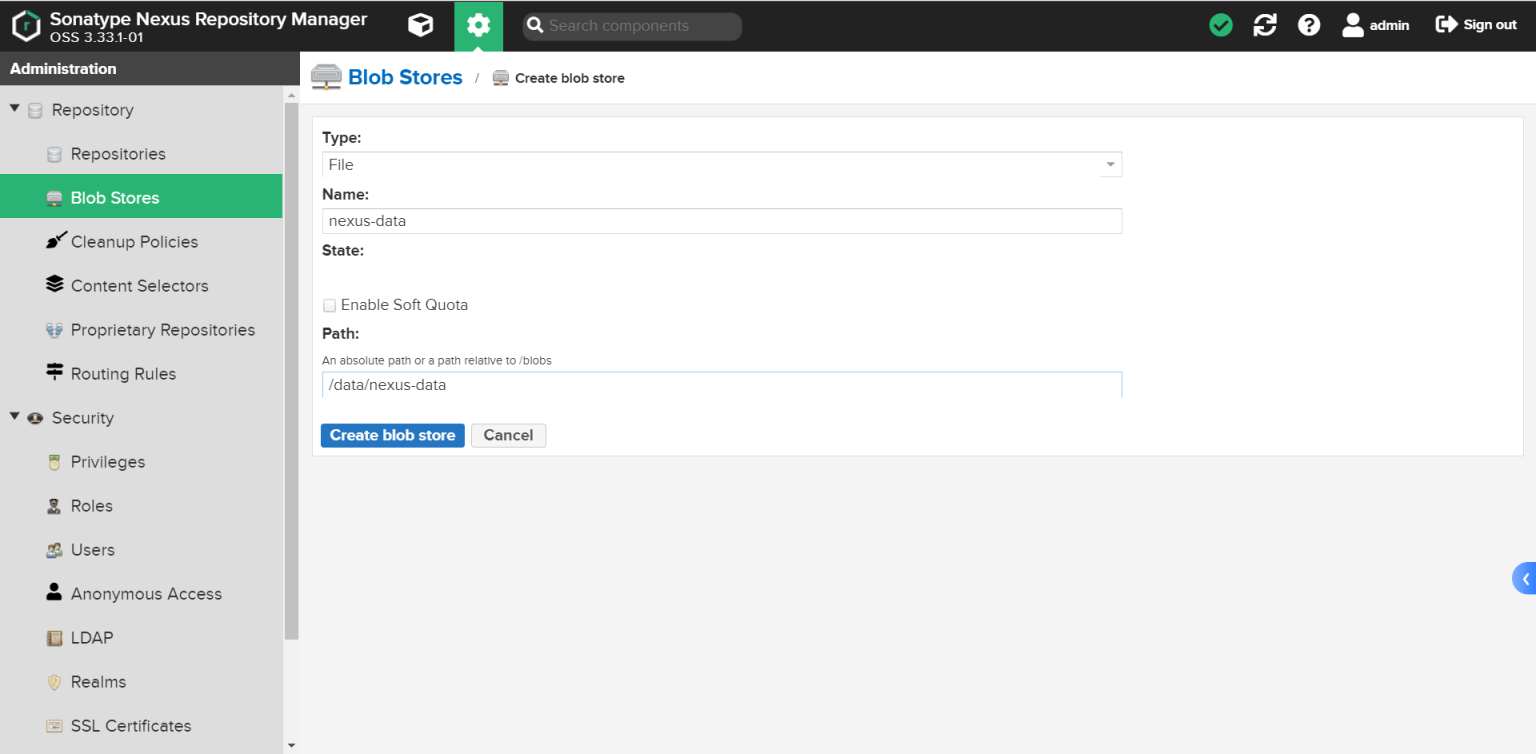 Sonatype Nexus Repository Manager
OSS 3.33.1-01
Search components
admin
Sign out
Administration
Repository
Repositories
Blob Stores
Cleanup Policies
Content Selectors
Proprietary Repositories
Routing Rules
Security
Privileges
Roles
Users
Anonymous Access
LDAP
Realms
SSL Certificates
Blob Stores / Create blob store
Type:
File
Name:
nexus-data
State:
Enable Soft Quota
Path:
An absolute path or a path relative to /blobs
/data/nexus-data
Create blob store
Cancel